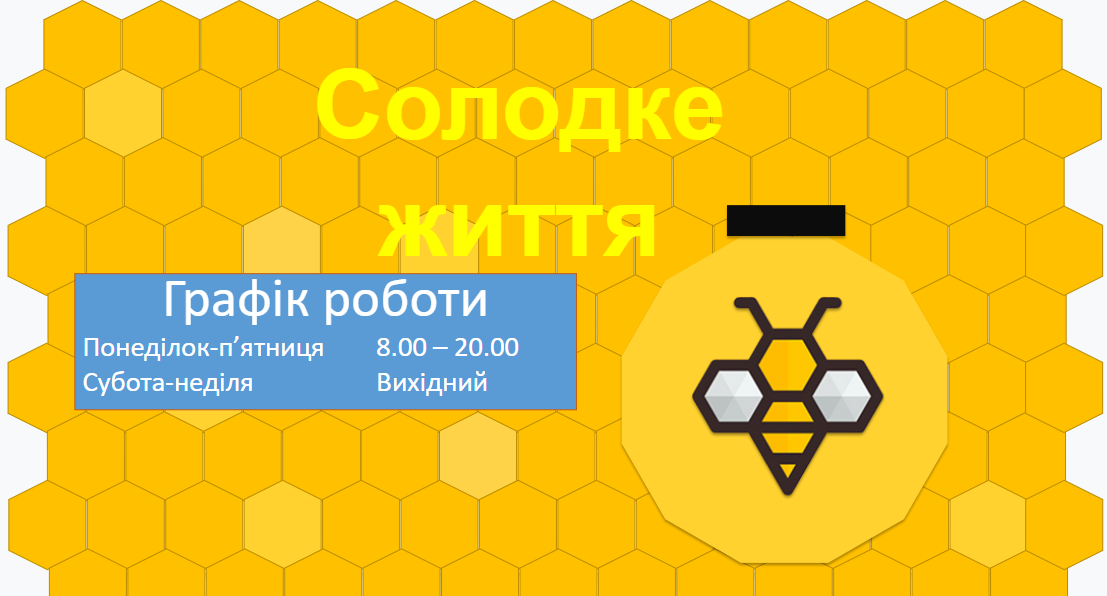 Солодке
життя
Графік роботи
Понеділок-п’ятниця 8.00 – 20.00
Субота-неділя Вихідний